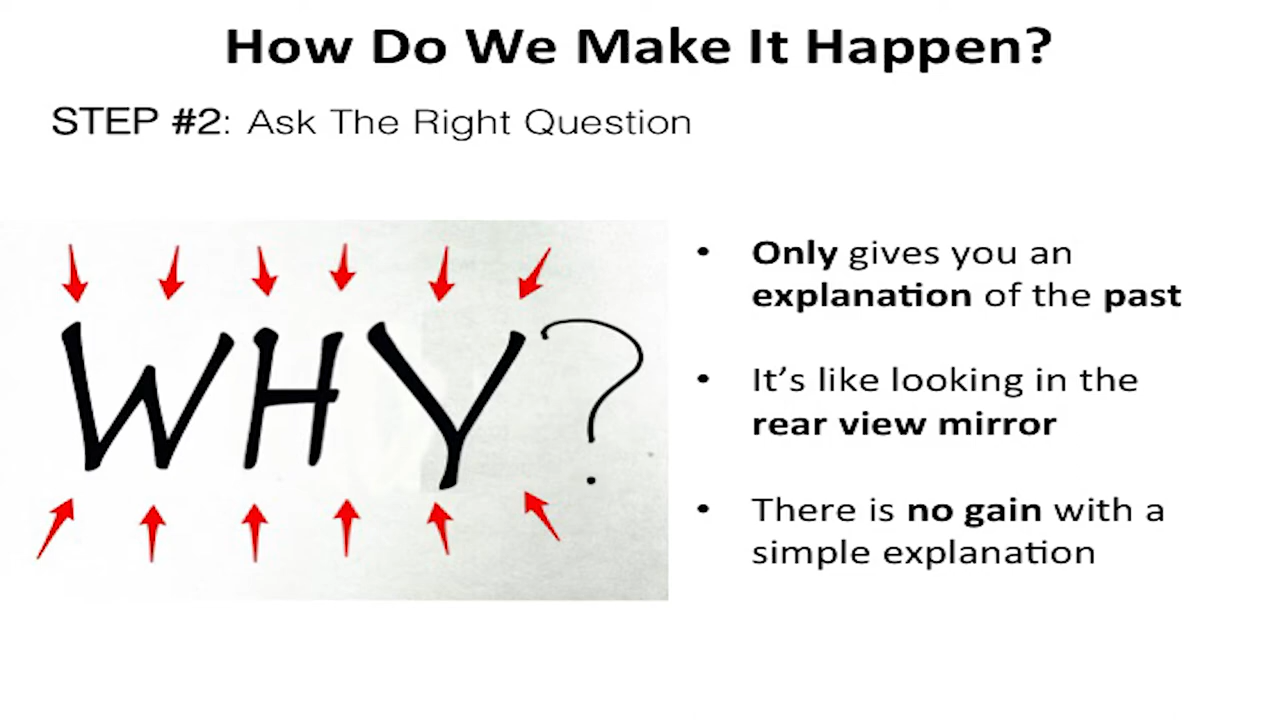 How Do We Make It Happen?
STEP #2: Ask The Right Question
WHY?
• Only gives you an
explanation of the past
• It’s like looking in the
rear view mirror
• There is no gain with a
simple explanation